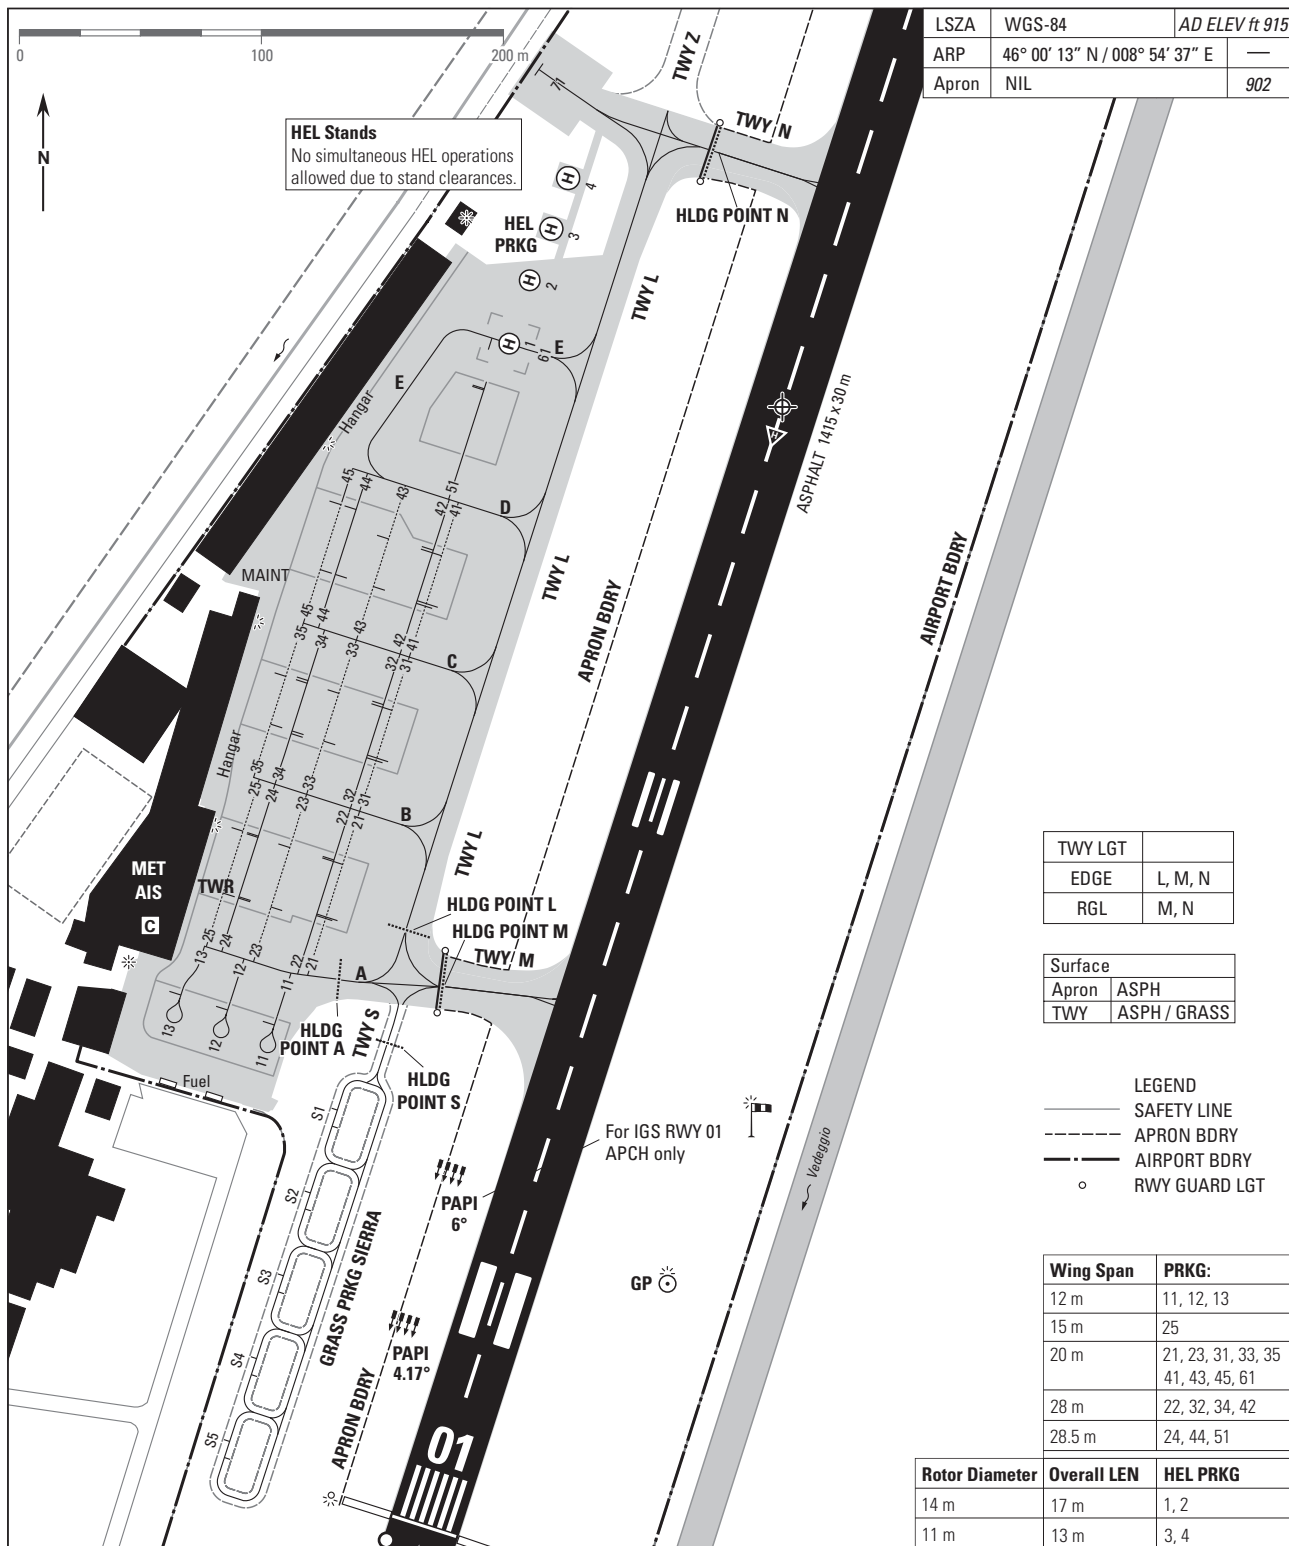 LSZA WGS-84 AD ELEV ft 915
ARP 46° 00’ 13” N / 008° 54’ 37” E —
Apron NIL 902
0 100 200 m
N
HEL Stands
No simultaneous HEL operations
allowed due to stand clearances.
71
TWY Z
TWY N
HLDG POINT N
H 4
H 3
HEL
PRKG
H 2
H 1
61
E
E
TWY L
Hangar
ASPHALT 1415 x 30 m
H
45 44 43 42 51 41
D
TWY L
APRON BDRY
AIRPORT BDRY
MAINT
45 44 43 42 41
35 34 33 32 31
C
Hangar
35 34 33 32 31
25 24 23 22 21
B
TWY L
MET
AIS
C
TWR
HLDG POINT L
HLDG POINT M
TWY M
25 24 23 22 21
13 12 11
A
13 12 11
HLDG
POINT A
TWY S
HLDG
POINT S
Fuel
S1
S2
S3
S4
S5
GRASS PRKG SIERRA
For IGS RWY 01
APCH only
PAPI
6°
PAPI
4.17°
GP
Vedeggio
APRON BDRY
01
TWY LGT
EDGE L, M, N
RGL M, N
Surface
Apron ASPH
TWY ASPH / GRASS
LEGEND
SAFETY LINE
APRON BDRY
AIRPORT BDRY
RWY GUARD LGT
Wing Span PRKG:
12 m 11, 12, 13
15 m 25
20 m 21, 23, 31, 33, 35
41, 43, 45, 61
28 m 22, 32, 34, 42
28.5 m 24, 44, 51
Rotor Diameter Overall LEN HEL PRKG
14 m 17 m 1, 2
11 m 13 m 3, 4